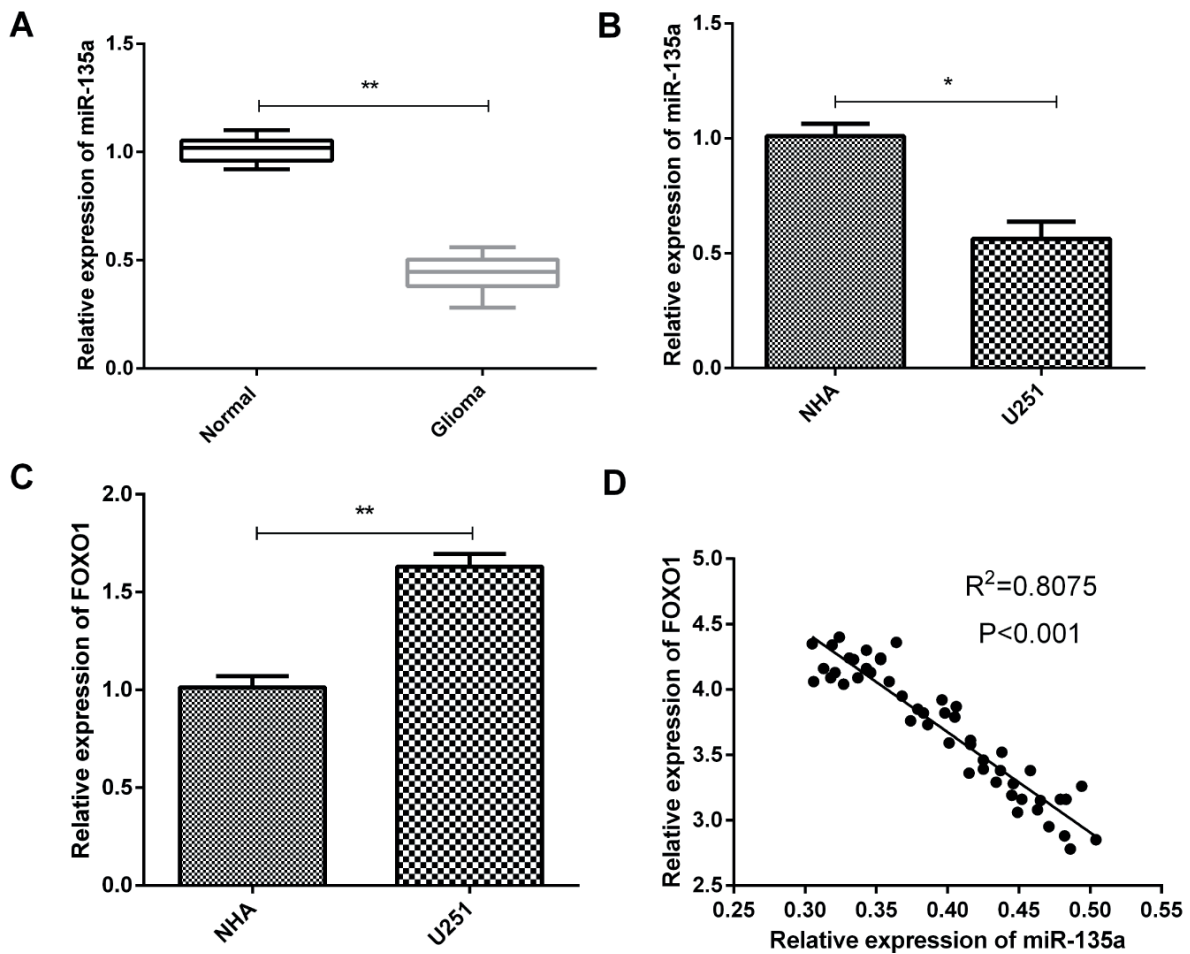 A
Relative expression of miR-135a
1.5
1.0
0.5
0.0
**
Normal
Glioma
B
Relative expression of miR-135a
1.5
1.0
0.5
0.0
*
NHA
U251
C
Relative expression of FOXO1
2.0
1.5
1.0
0.5
0.0
**
NHA
U251
D
Relative expression of FOXO1
5.0
4.5
4.0
3.5
3.0
2.5
R²=0.8075
P<0.001
0.25 0.30 0.35 0.40 0.45 0.50 0.55
Relative expression of miR-135a